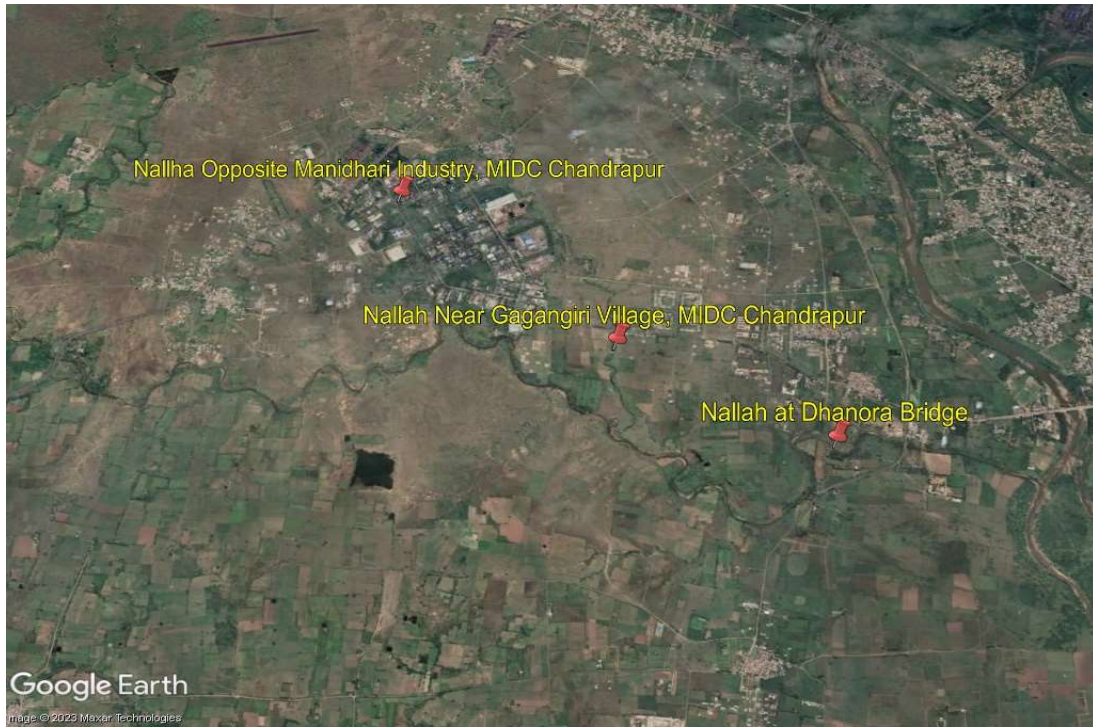 Nallha Opposite Manidhari Industry, MIDC Chandrapur
Nallah Near Gagangiri Village, MIDC Chandrapur
Nallah at Dhanora Bridge
Google Earth
mage © 2023 Maxar Technologies